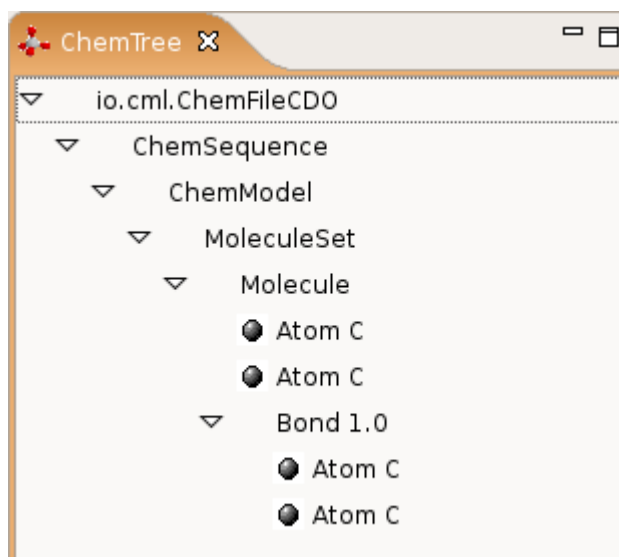 ChemTree
io.cml.ChemFileCDO
ChemSequence
ChemModel
MoleculeSet
Molecule
Atom C
Atom C
Bond 1.0
Atom C
Atom C